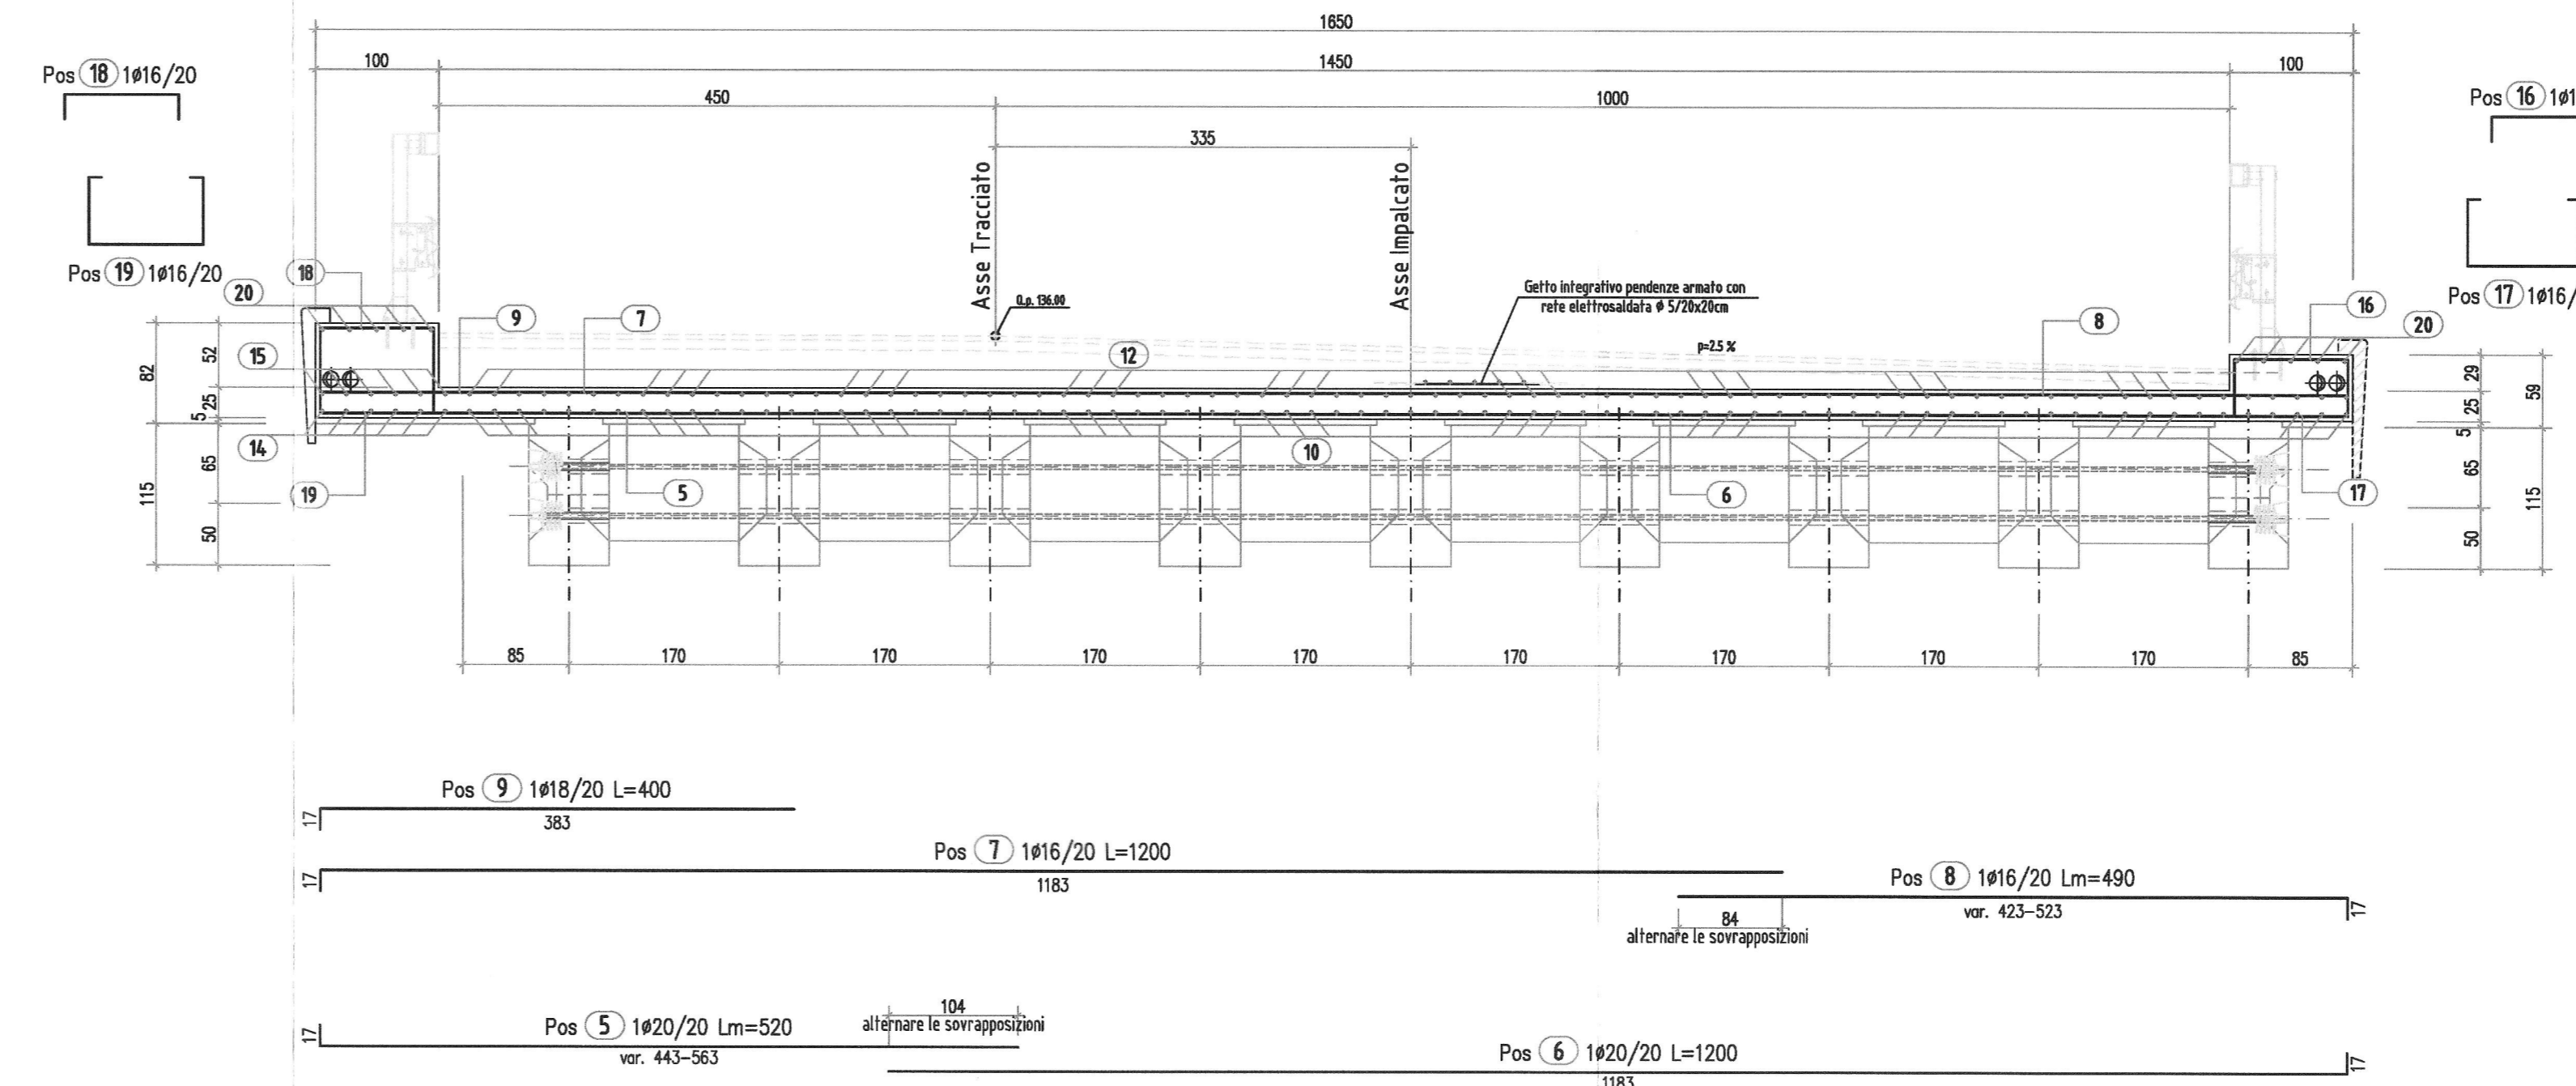 1650
100
1450
100
450
1000
335
Pos 18 1ø16/20
Pos 16 1ø1
Pos 19 1ø16/20
Pos 17 1ø16/
Asse Tracciato
Asse Impalcato
Q.p. 136.00
Getto integrativo pendenze armato con
rete elettrosaldata ø 5/20x20cm
p=2.5 %
18
20
9
7
12
8
16
20
15
14
19
5
10
6
17
82
52
25
5
115
65
50
29
25
59
5
65
115
50
85
170
170
170
170
170
170
170
170
85
Pos 9 1ø18/20 L=400
17
383
Pos 7 1ø16/20 L=1200
17
1183
Pos 8 1ø16/20 Lm=490
var. 423-523
17
84
alternare le sovrapposizioni
104
alternare le sovrapposizioni
Pos 5 1ø20/20 Lm=520
17
var. 443-563
Pos 6 1ø20/20 L=1200
17
1183